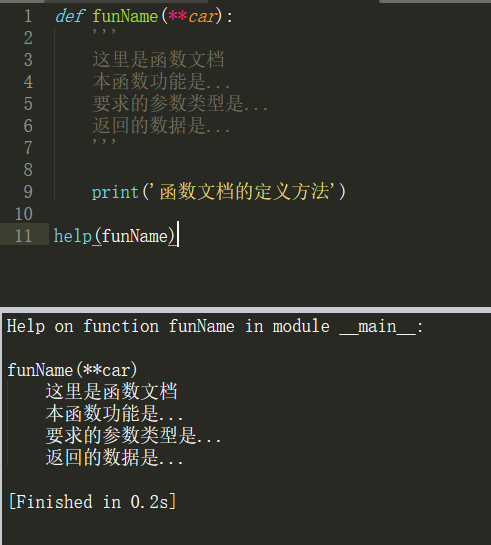 1 def funName(**car):
2 '''
3 这里是函数文档
4 本函数功能是...
5 要求的参数类型是...
6 返回的数据是...
7 '''
8
9 print('函数文档的定义方法')
10
11 help(funName)
Help on function funName in module __main__:
funName(**car)
这里是函数文档
本函数功能是...
要求的参数类型是...
返回的数据是...
[Finished in 0.2s]